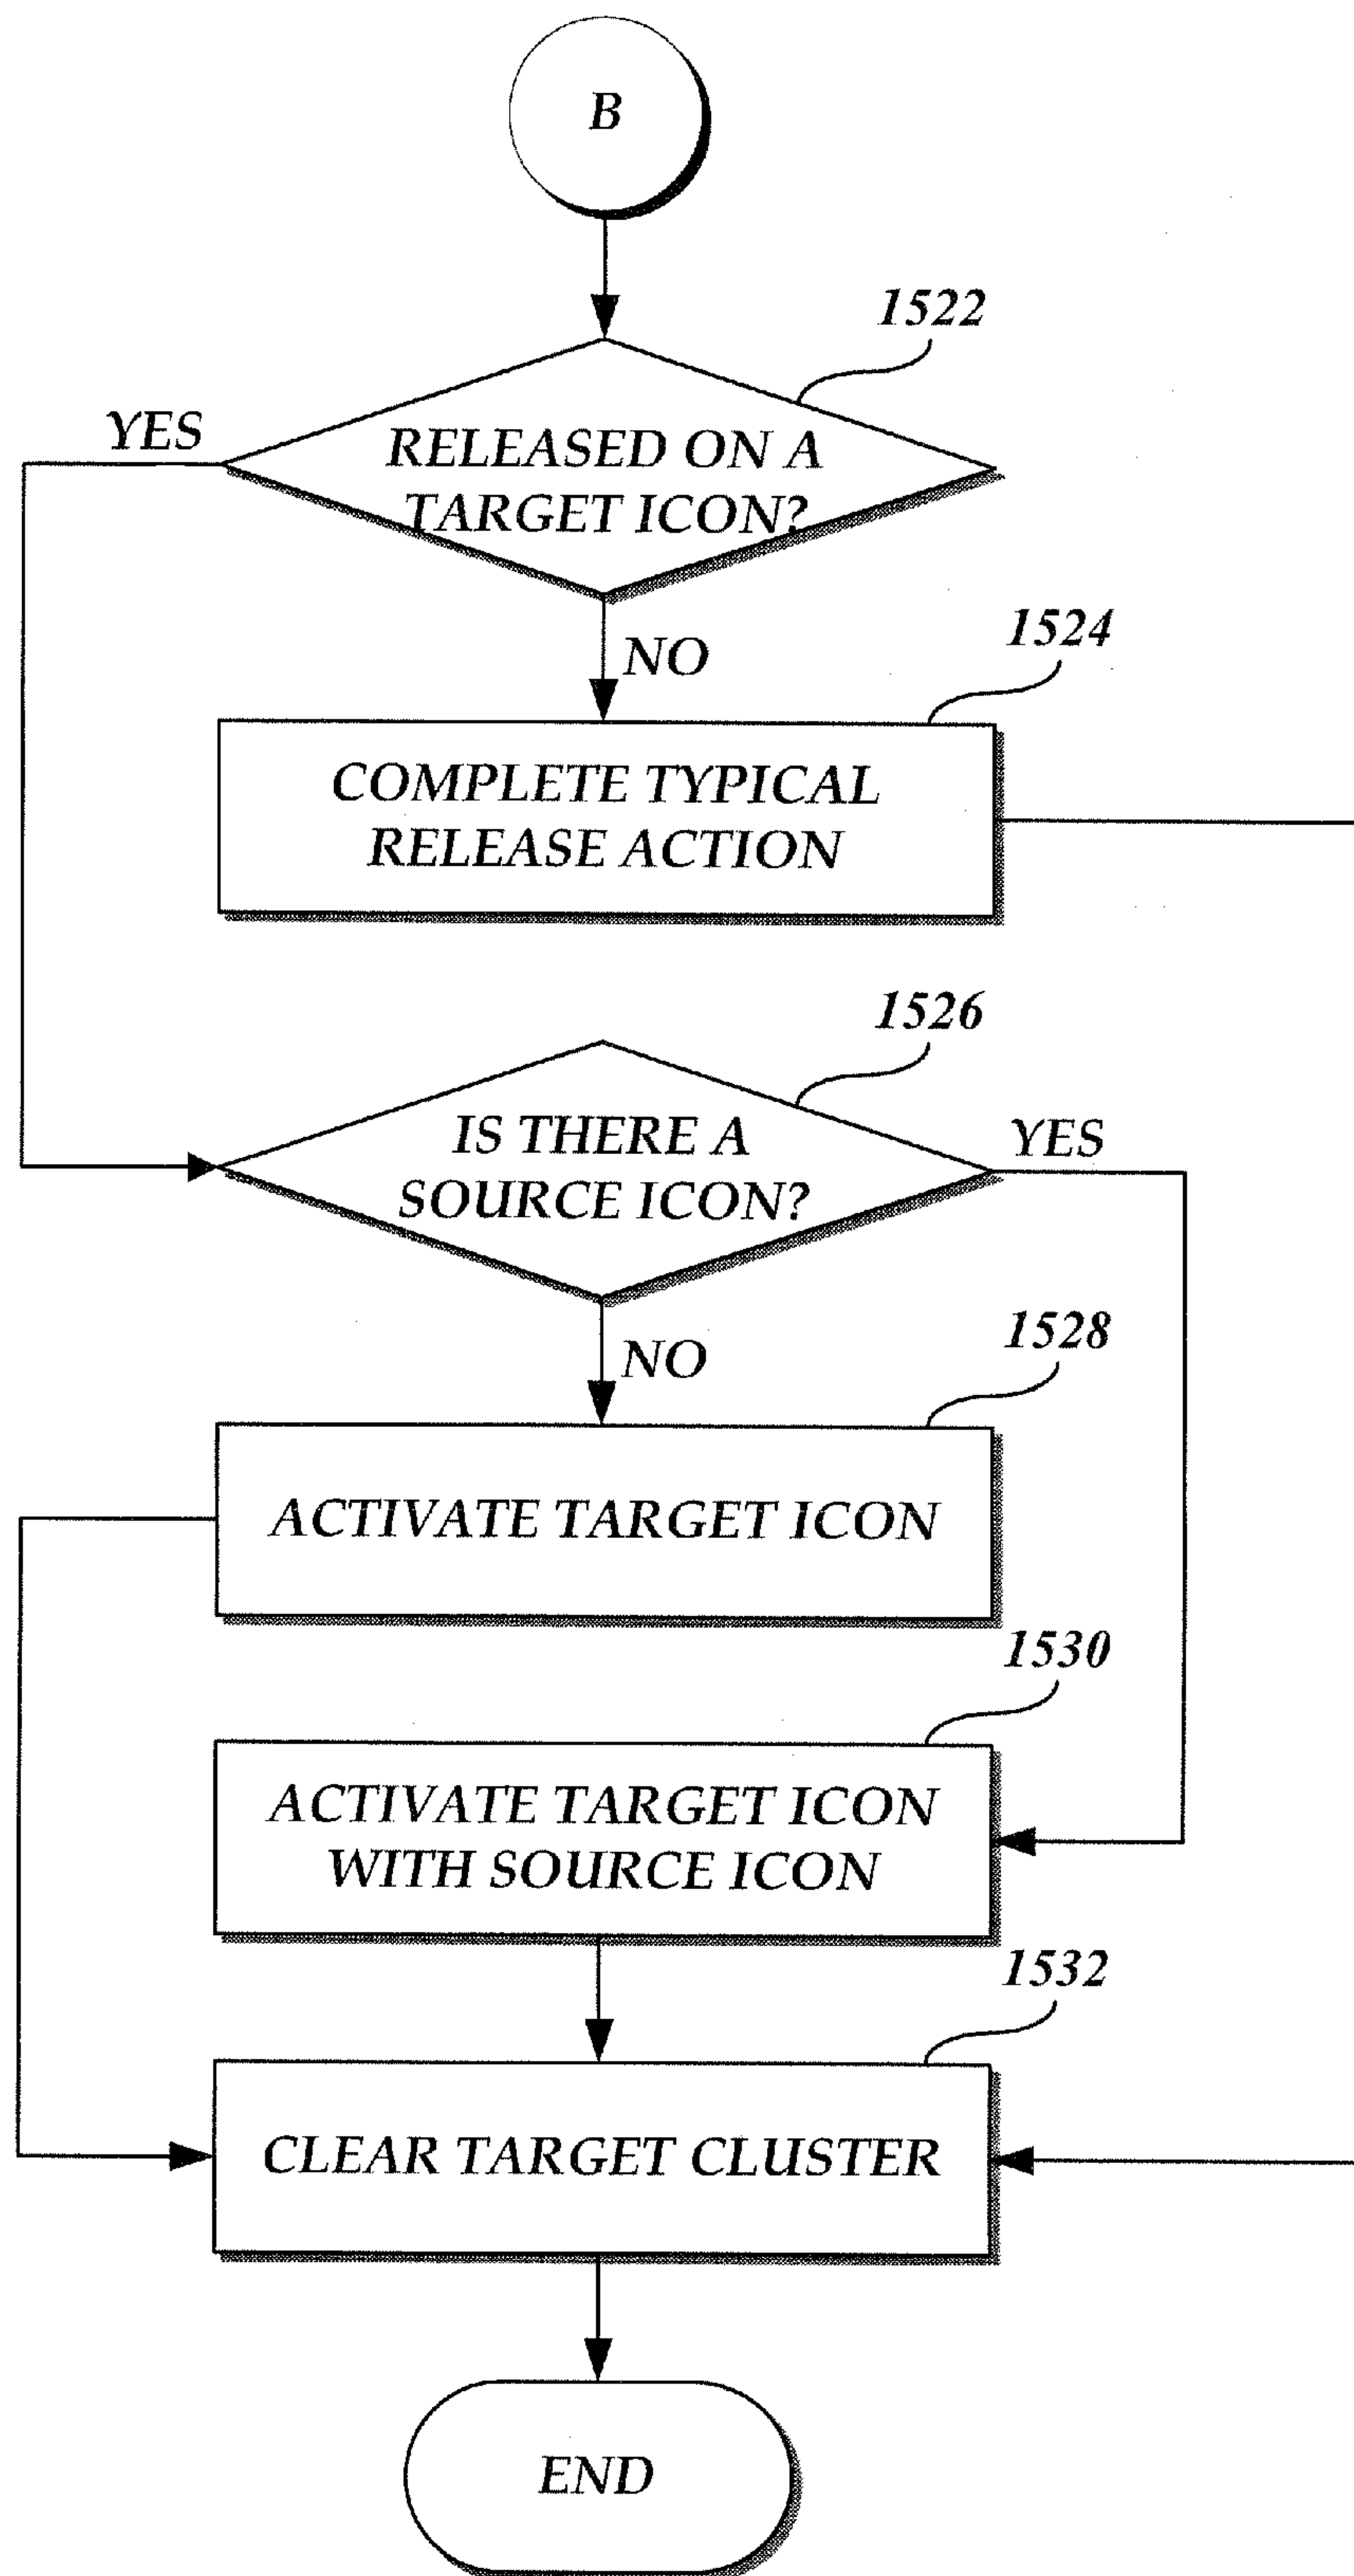 B
1522
YES
RELEASED ON A
TARGET ICON?
NO
1524
COMPLETE TYPICAL
RELEASE ACTION
1526
IS THERE A
SOURCE ICON?
YES
NO
1528
ACTIVATE TARGET ICON
1530
ACTIVATE TARGET ICON
WITH SOURCE ICON
1532
CLEAR TARGET CLUSTER
END